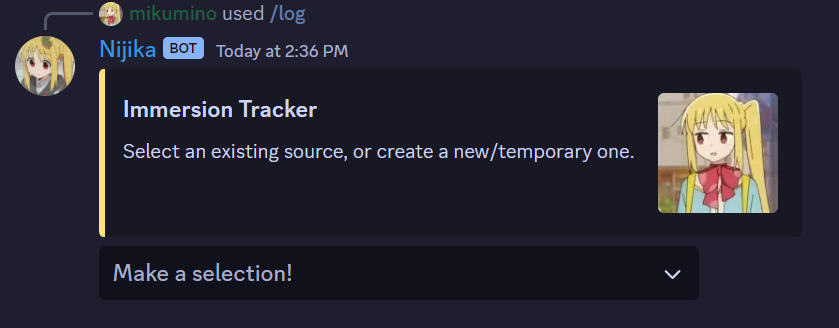 mikumino used /log
Nijika BOT Today at 2:36 PM
Immersion Tracker
Select an existing source, or create a new/temporary one.
Make a selection!